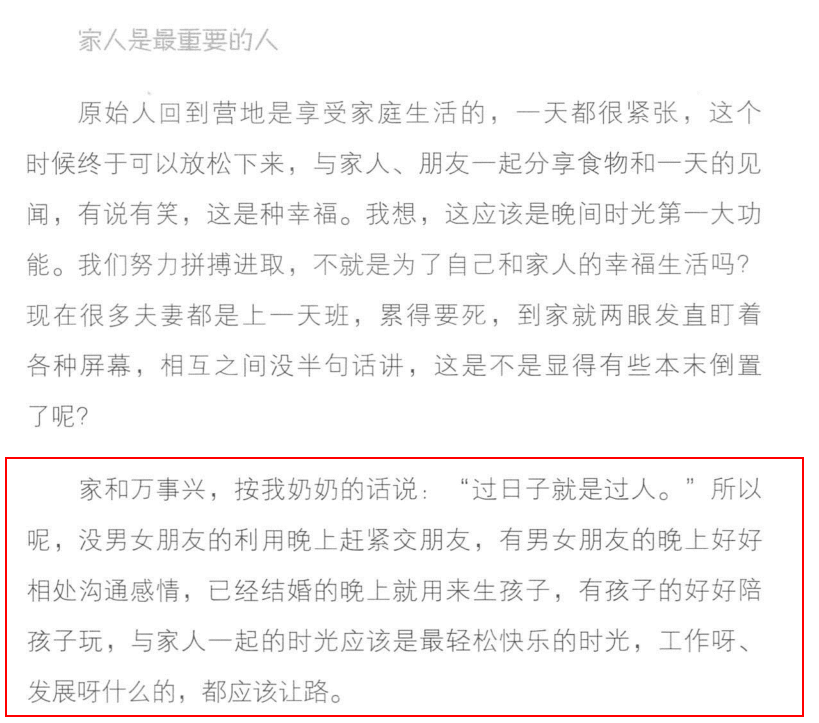 家人是最重要的人
原始人回到营地是享受家庭生活的，一天都很紧张，这个
时候终于可以放松下来，与家人、朋友一起分享食物和一天的见
闻，有说有笑，这是种幸福。我想，这应该是晚间时光第一大功
能。我们努力拼搏进取，不就是为了自己和家人的幸福生活吗？
现在很多夫妻都是上一天班，累得要死，到家就两眼发直盯着
各种屏幕，相互之间没半句话讲，这是不是显得有些本末倒置
了呢？
家和万事兴，按我奶奶的话说：“过日子就是过人。”所以
呢，没男女朋友的利用晚上赶紧交朋友，有男女朋友的晚上好好
相处沟通感情，已经结婚的晚上就用来生孩子，有孩子的好好陪
孩子玩，与家人一起的时光应该是最轻松快乐的时光，工作呀、
发展呀什么的，都应该让路。